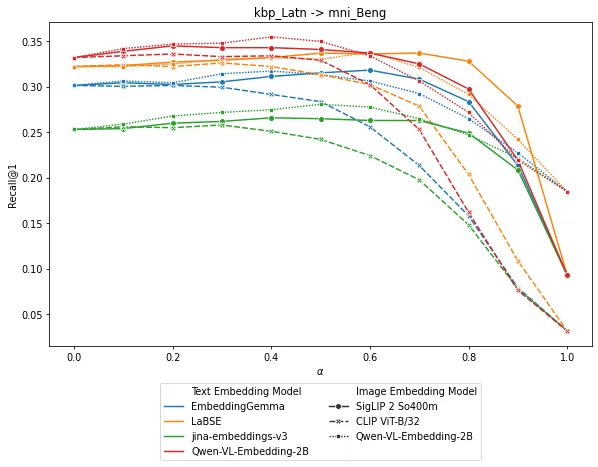 kbp_Latn -> mni_Beng
Recall@1
0.35
0.30
0.25
0.20
0.15
0.10
0.05
0.0 0.2 0.4 0.6 0.8 1.0
α
Text Embedding Model
EmbeddingGemma
LaBSE
jina-embeddings-v3
Qwen-VL-Embedding-2B
Image Embedding Model
SigLIP 2 So400m
CLIP ViT-B/32
Qwen-VL-Embedding-2B